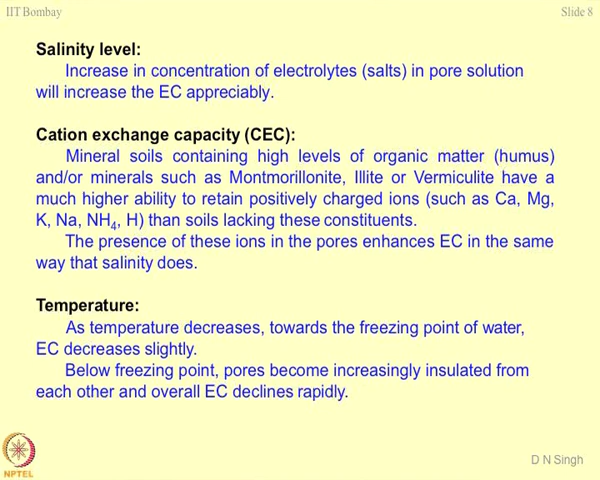 IIT Bombay
Slide 8
Salinity level:
Increase in concentration of electrolytes (salts) in pore solution
will increase the EC appreciably.
Cation exchange capacity (CEC):
Mineral soils containing high levels of organic matter (humus)
and/or minerals such as Montmorillonite, Illite or Vermiculite have a
much higher ability to retain positively charged ions (such as Ca, Mg,
K, Na, NH4, H) than soils lacking these constituents.
The presence of these ions in the pores enhances EC in the same
way that salinity does.
Temperature:
As temperature decreases, towards the freezing point of water,
EC decreases slightly.
Below freezing point, pores become increasingly insulated from
each other and overall EC declines rapidly.
NPTEL
D N Singh